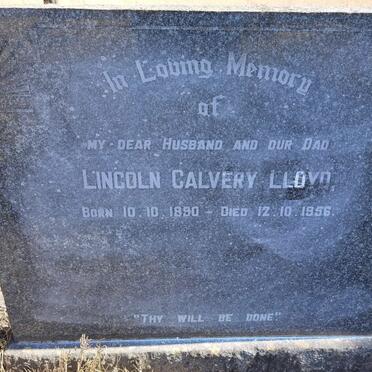 In Loving Memory
of
MY DEAR HUSBAND AND OUR DAD
LINCOLN CALVERY LLOYD
BORN 10.10.1890 – DIED 12.10.1956.
"THY WILL BE DONE"